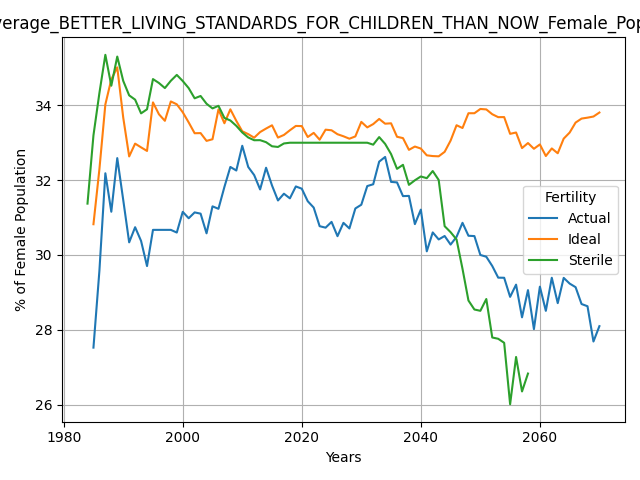 verage_BETTER_LIVING_STANDARDS_FOR_CHILDREN_THAN_NOW_Female_Pop
% of Female Population
34
32
30
28
26
Fertility
Actual
Ideal
Sterile
1980 2000 2020 2040 2060
Years